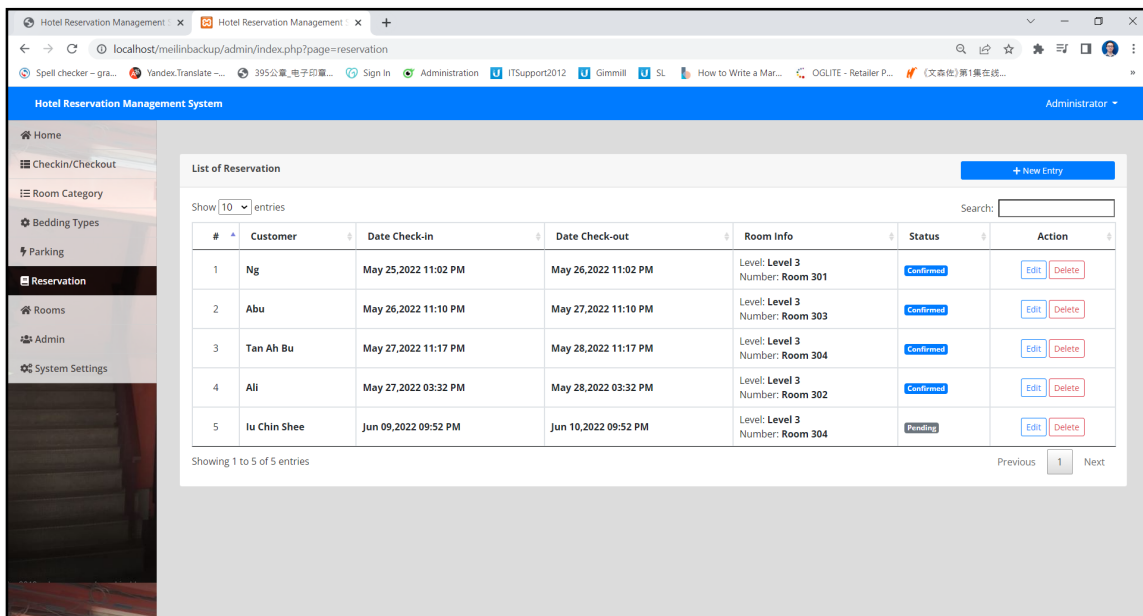 Hotel Reservation Management S
Hotel Reservation Management S
localhost/meilinbackup/admin/index.php?page=reservation
Spell checker – gra...
Yandex.Translate –...
395公章_电子印章...
Sign In
Administration
ITSupport2012
Gimmill
SL
How to Write a Mar...
OGLITE - Retailer P...
《文森佐》第1集在线...
Hotel Reservation Management System
Administrator
Home
Checkin/Checkout
Room Category
Bedding Types
Parking
Reservation
Rooms
Admin
System Settings
List of Reservation
+ New Entry
Show 10 entries
Search:
# Customer Date Check-in Date Check-out Room Info Status Action
1 Ng May 25,2022 11:02 PM May 26,2022 11:02 PM Level: Level 3 Confirmed Edit Delete
Number: Room 301
2 Abu May 26,2022 11:10 PM May 27,2022 11:10 PM Level: Level 3 Confirmed Edit Delete
Number: Room 303
3 Tan Ah Bu May 27,2022 11:17 PM May 28,2022 11:17 PM Level: Level 3 Confirmed Edit Delete
Number: Room 304
4 Ali May 27,2022 03:32 PM May 28,2022 03:32 PM Level: Level 3 Confirmed Edit Delete
Number: Room 302
5 Iu Chin Shee Jun 09,2022 09:52 PM Jun 10,2022 09:52 PM Level: Level 3 Pending Edit Delete
Number: Room 304
Showing 1 to 5 of 5 entries
Previous 1 Next